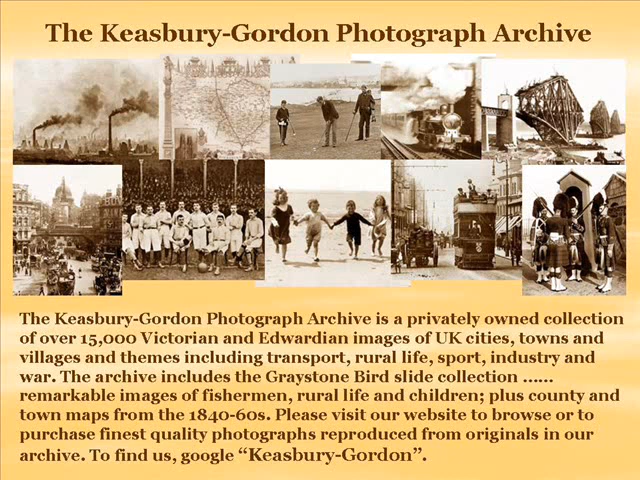 The Keasbury-Gordon Photograph Archive
The Keasbury-Gordon Photograph Archive is a privately owned collection
of over 15,000 Victorian and Edwardian images of UK cities, towns and
villages and themes including transport, rural life, sport, industry and
war. The archive includes the Graystone Bird slide collection ......
remarkable images of fishermen, rural life and children; plus county and
town maps from the 1840-60s. Please visit our website to browse or to
purchase finest quality photographs reproduced from originals in our
archive. To find us, google “Keasbury-Gordon”.